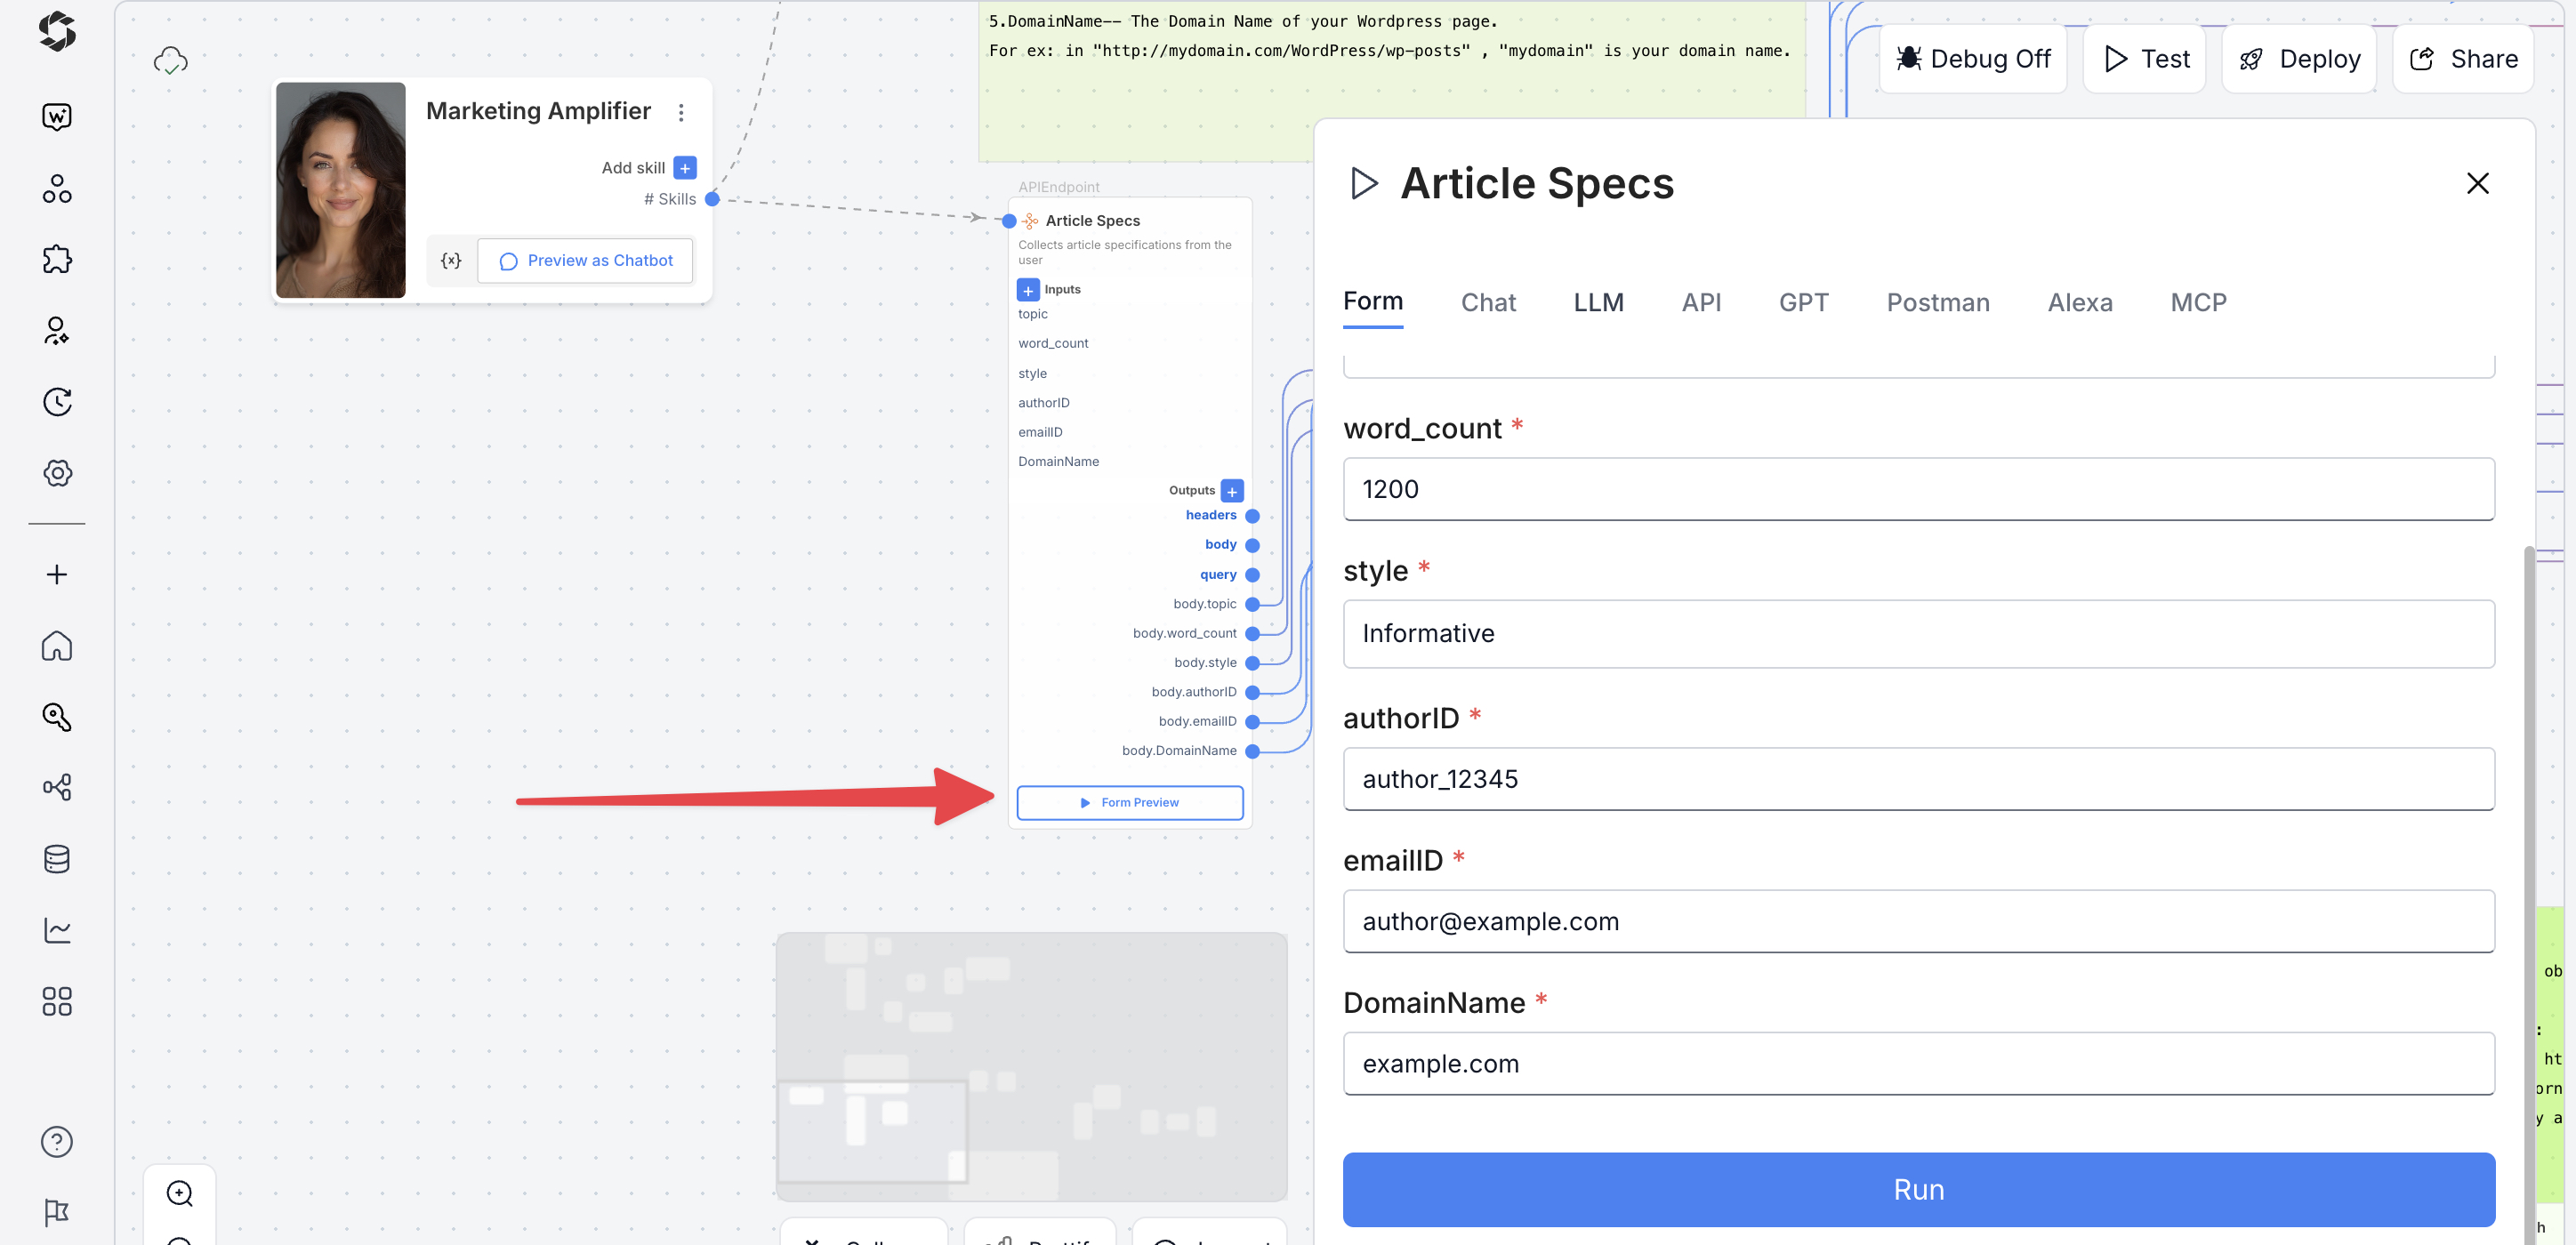 5.DomainName—— The Domain Name of your Wordpress page.
For ex: in "http://mydomain.com/WordPress/wp-posts" , "mydomain" is your domain name.
Debug Off
Test
Deploy
Share
Marketing Amplifier
Add skill
# Skills
{x}
Preview as Chatbot
APIEndpoint
Article Specs
Collects article specifications from the
user
Inputs
topic
word_count
style
authorID
emailID
DomainName
Outputs
headers
body
query
body.topic
body.word_count
body.style
body.authorID
body.emailID
body.DomainName
Form Preview
Article Specs
Form
Chat
LLM
API
GPT
Postman
Alexa
MCP
word_count *
1200
style *
Informative
authorID *
author_12345
emailID *
author@example.com
DomainName *
example.com
Run
ob
:
ht
orn
y a
h